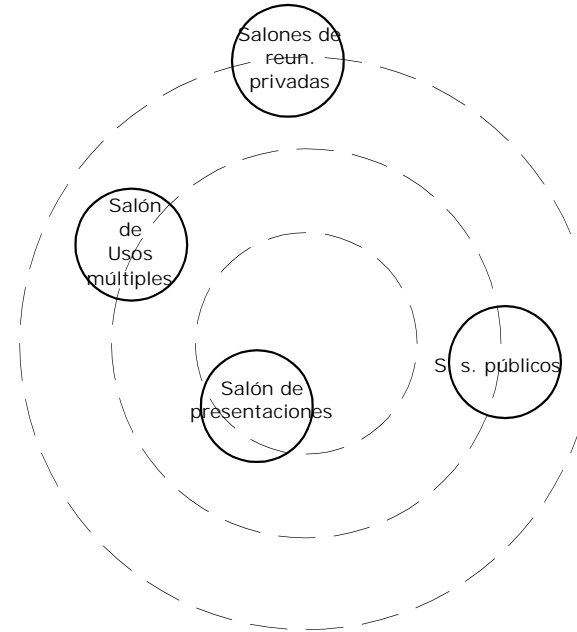 Salones de
reun.
privadas
Salón
de
Usos
múltiples
S. s. públicos
Salón de
presentaciones